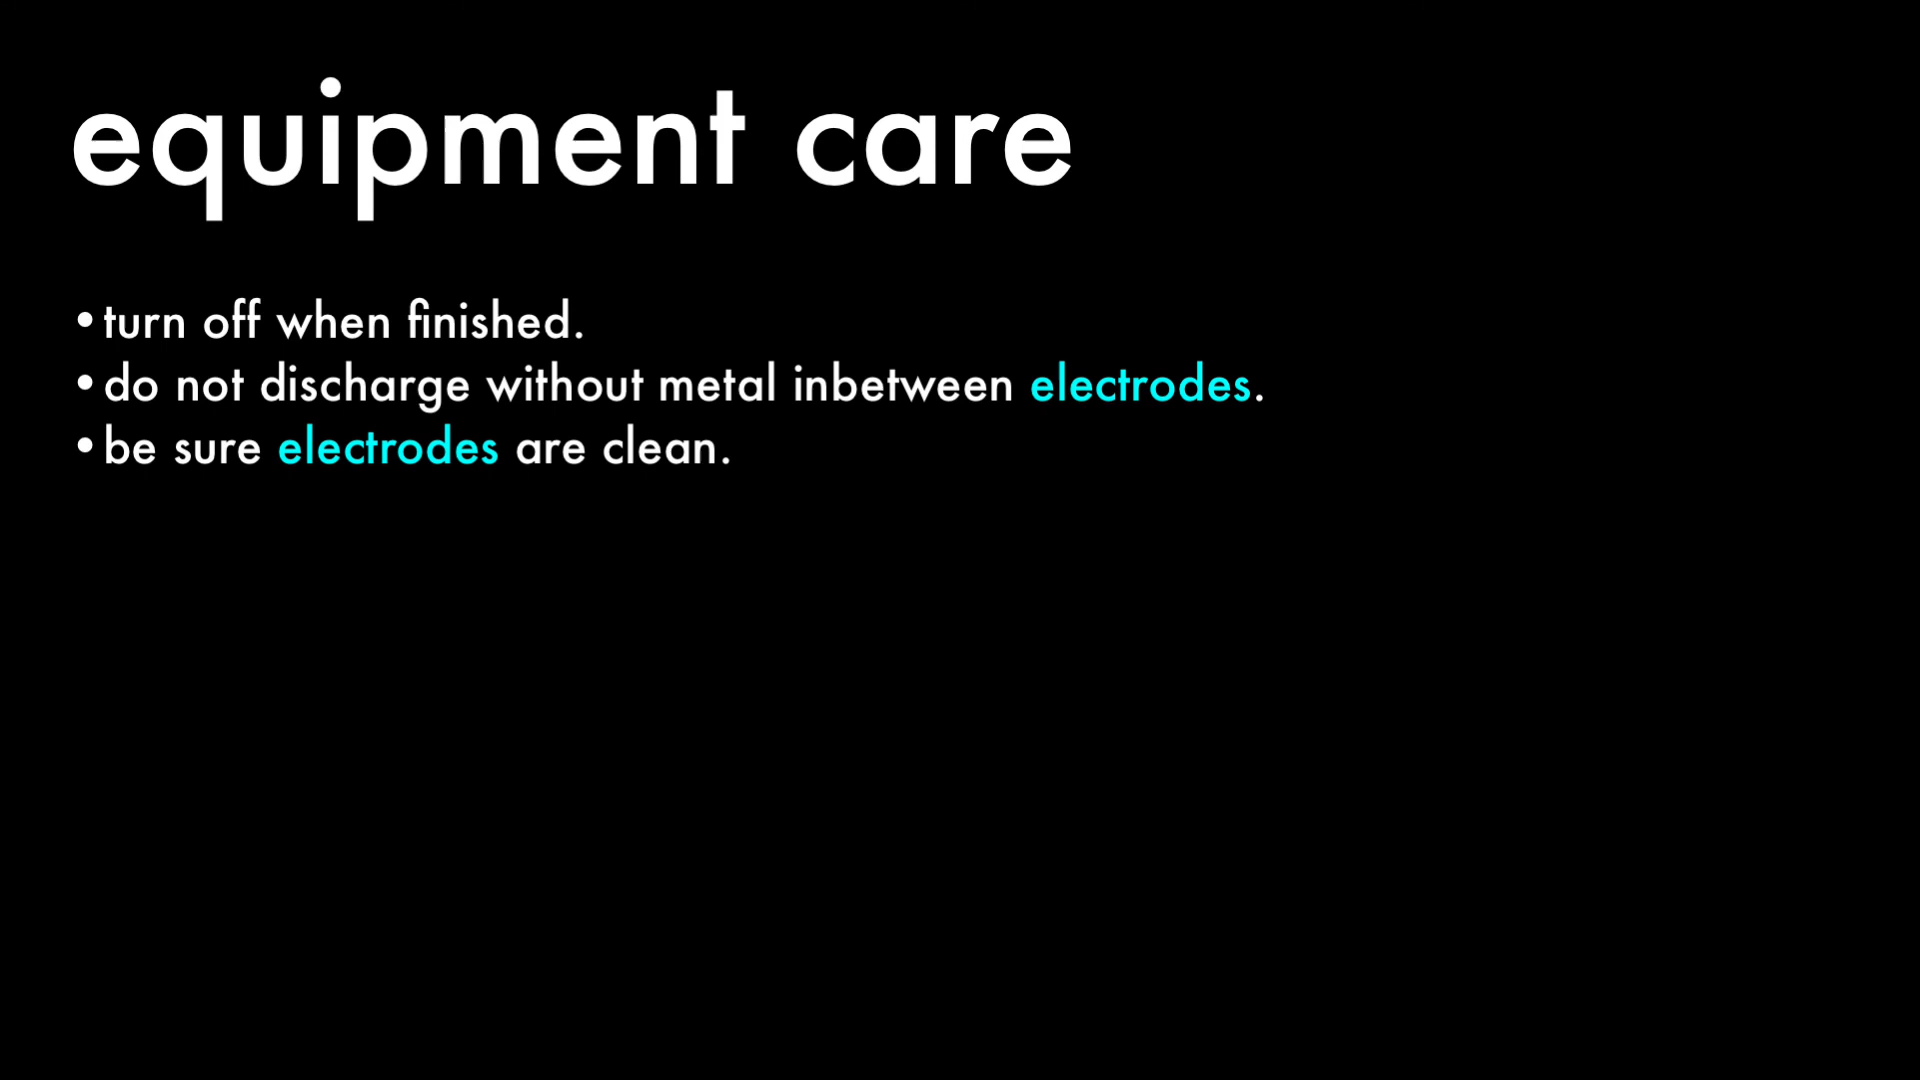 equipment care
•turn off when finished.
•do not discharge without metal inbetween electrodes.
•be sure electrodes are clean.